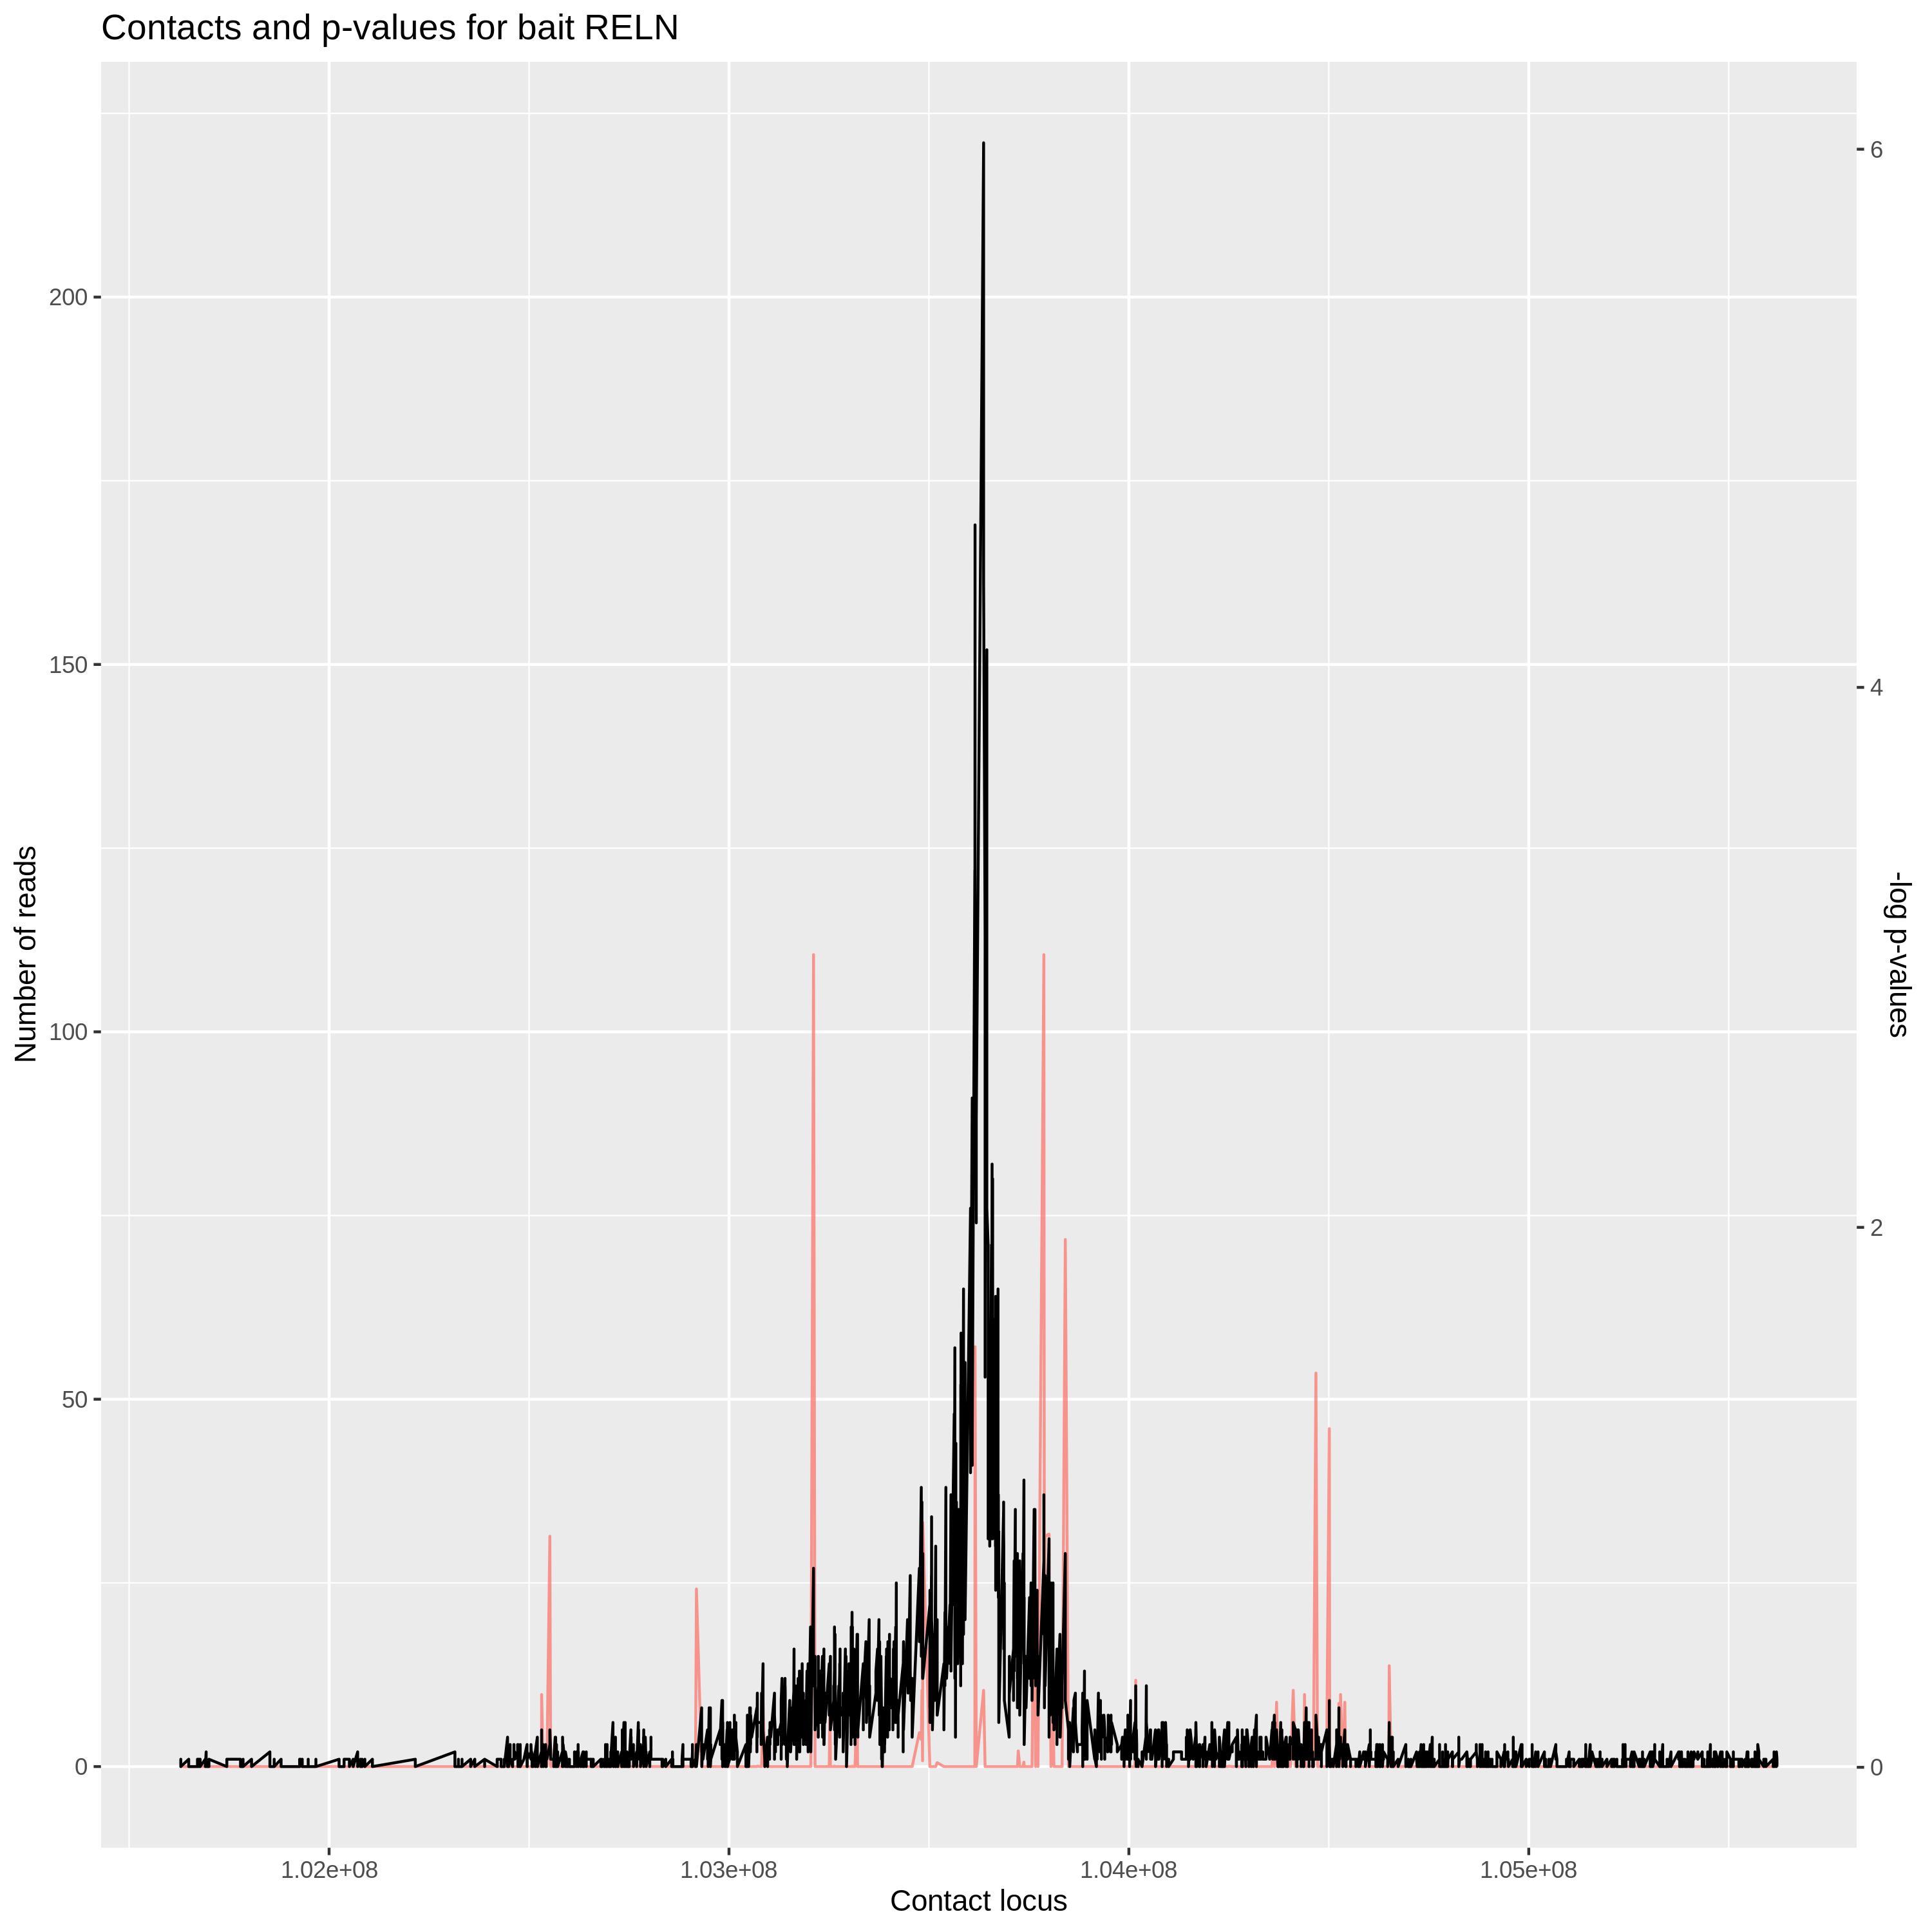 Contacts and p-values for bait RELN
Number of reads
200
150
100
50
0
6
4
2
0
-log p-values
1.02e+08
1.03e+08
1.04e+08
1.05e+08
Contact locus